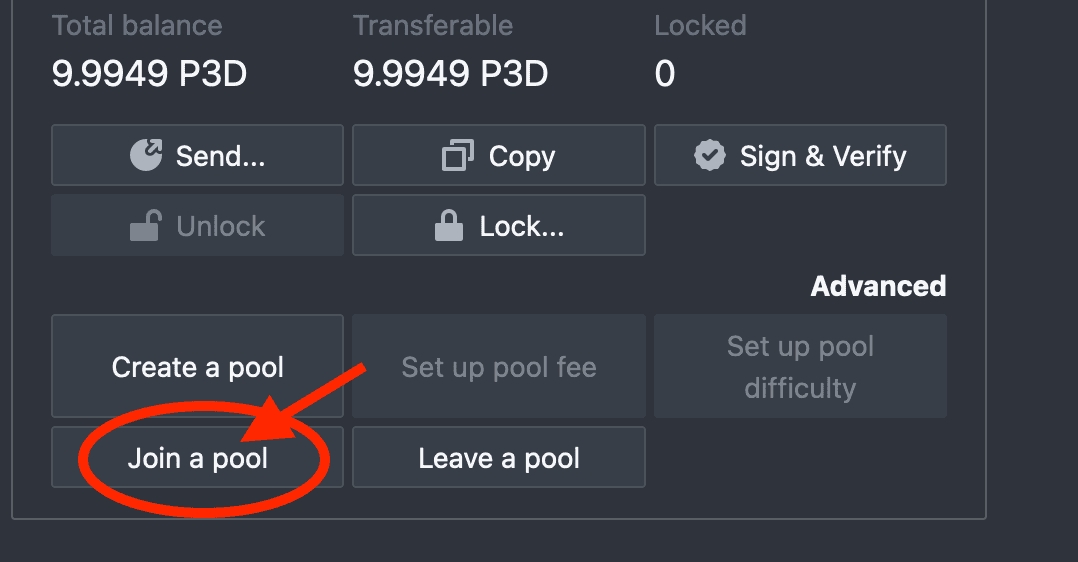 Total balance Transferable Locked
9.9949 P3D 9.9949 P3D 0
Send... Copy Sign & Verify
Unlock Lock...
Advanced
Create a pool Set up pool fee Set up pool
difficulty
Join a pool Leave a pool